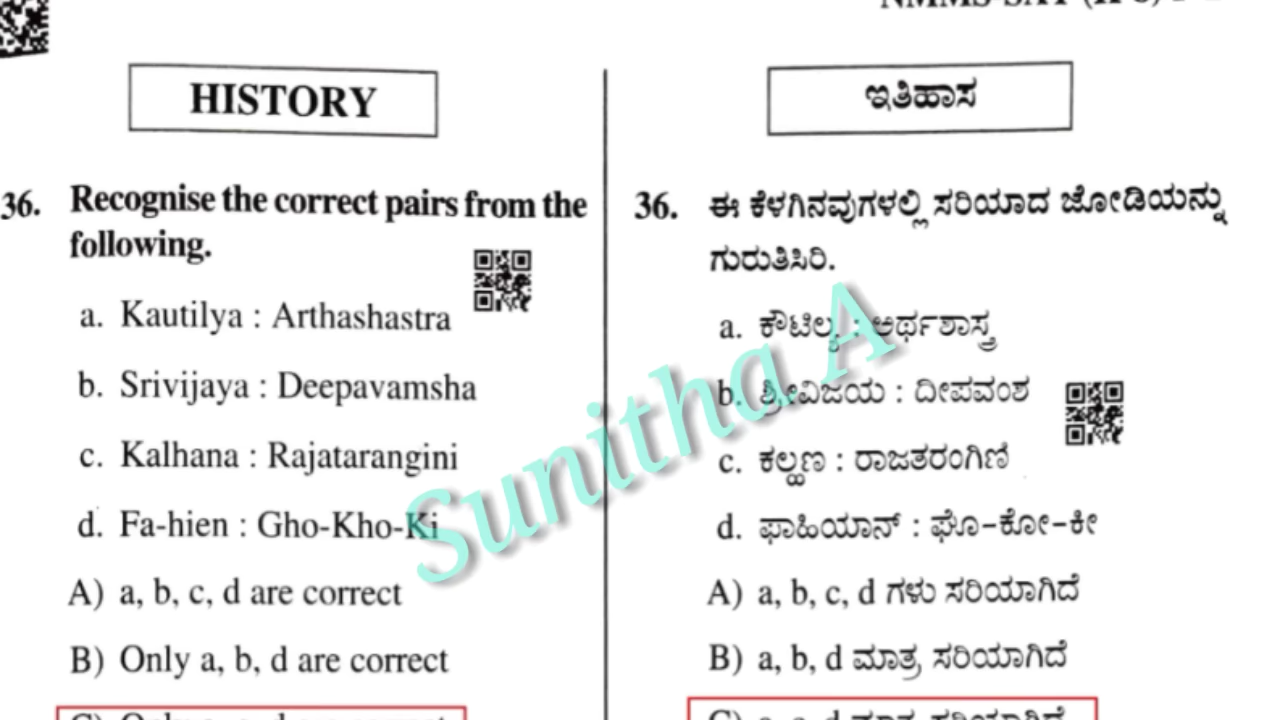 HISTORY
36. Recognise the correct pairs from the
following.
a. Kautilya : Arthashastra
b. Srivijaya : Deepavamsha
c. Kalhana : Rajatarangini
d. Fa-hien : Gho-Kho-Ki
A) a, b, c, d are correct
B) Only a, b, d are correct
ಇತಿಹಾಸ
36. ಈ ಕೆಳಗಿನವುಗಳಲ್ಲಿ ಸರಿಯಾದ ಜೋಡಿಯನ್ನು
ಗುರುತಿಸಿರಿ.
a. ಕೌಟಿಲ್ಯ : ಅರ್ಥಶಾಸ್ತ್ರ
b. ಶ್ರೀವಿಜಯ : ದೀಪವಂಶ
c. ಕಲ್ಹಣ : ರಾಜತರಂಗಿಣಿ
d. ಫಾಹಿಯಾನ್ : ಘೊ-ಕೋ-ಕೀ
A) a, b, c, d ಗಳು ಸರಿಯಾಗಿದೆ
B) a, b, d ಮಾತ್ರ ಸರಿಯಾಗಿದೆ
Sunitha A